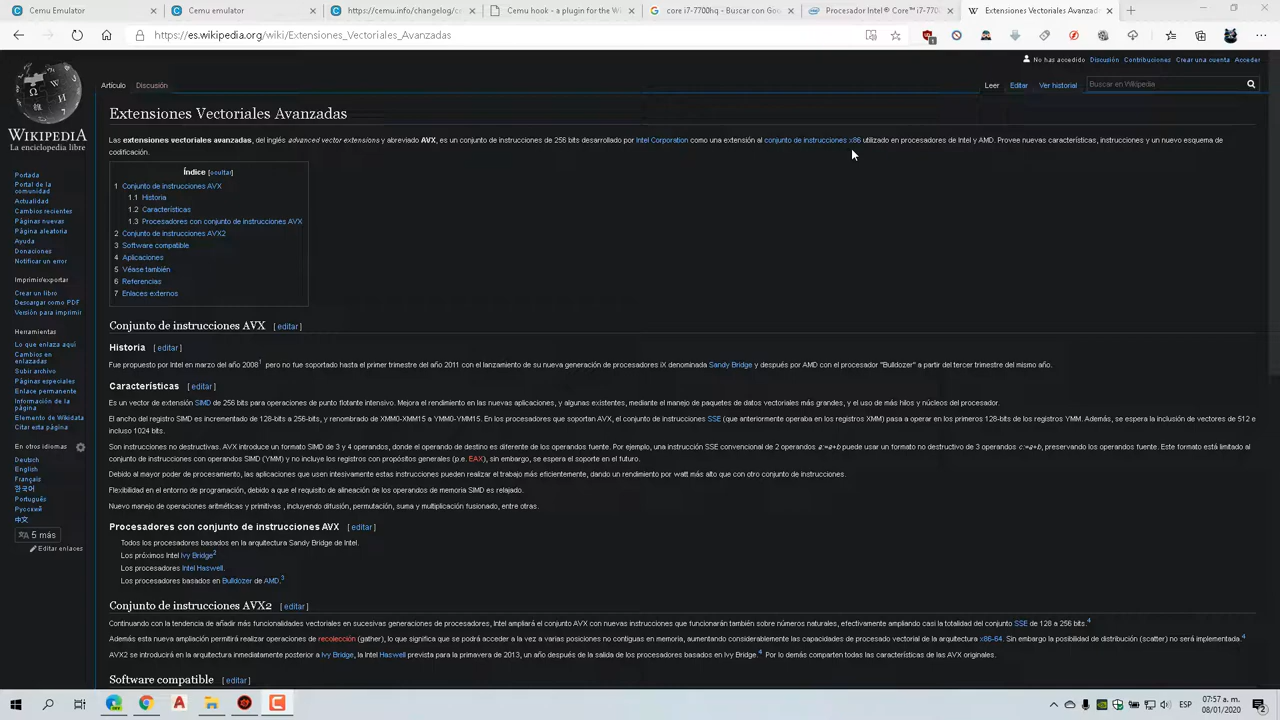 Cemu Emulator
Cemu Emulator
https://cemu.info/changelog/c
Cemu hook - a plugin for the W
core i7-7700hq - Buscar con Goo
Procesador Intel® Core™ i7-770
Extensiones Vectoriales Avanzad
https://es.wikipedia.org/wiki/Extensiones_Vectoriales_Avanzadas
No has accedido Discusión Contribuciones Crear una cuenta Acceder
Artículo Discusión
Leer Editar Ver historial Buscar en Wikipedia
WIKIPEDIA
La enciclopedia libre
Portada
Portal de la
comunidad
Actualidad
Cambios recientes
Páginas nuevas
Página aleatoria
Ayuda
Donaciones
Notificar un error
Imprimir/exportar
Crear un libro
Descargar como PDF
Versión para imprimir
Herramientas
Lo que enlaza aquí
Cambios en
enlazadas
Subir archivo
Páginas especiales
Enlace permanente
Información de la
página
Elemento de Wikidata
Citar esta página
En otros idiomas
Deutsch
English
Français
한국어
Português
Русский
中文
5 más
Editar enlaces
Extensiones Vectoriales Avanzadas
Las extensiones vectoriales avanzadas, del ingés advanced vector extensions y abreviado AVX, es un conjunto de instrucciones de 256 bits desarrollado por Intel Corporation como una extensión al conjunto de instrucciones x86 utilizado en procesadores de Intel y AMD. Provee nuevas características, instrucciones y un nuevo esquema de
codificación.
Índice [ocultar]
1 Conjunto de instrucciones AVX
1.1 Historia
1.2 Características
1.3 Procesadores con conjunto de instrucciones AVX
2 Conjunto de instrucciones AVX2
3 Software compatible
4 Aplicaciones
5 Véase también
6 Referencias
7 Enlaces externos
Conjunto de instrucciones AVX [ editar ]
Historia [ editar ]
Fue propuesto por Intel en marzo del año 2008¹ pero no fue soportado hasta el primer trimestre del año 2011 con el lanzamiento de su nueva generación de procesadores iX denominada Sandy Bridge y después por AMD con el procesador "Bulldozer" a partir del tercer trimestre del mismo año.
Características [ editar ]
Es un vector de extensión SIMD de 256 bits para operaciones de punto flotante intensivo. Mejora el rendimiento en las nuevas aplicaciones, y algunas existentes, mediante el manejo de paquetes de datos vectoriales más grandes, y el uso de más hilos y núcleos del procesador.
El ancho del registro SIMD es incrementado de 128-bits a 256-bits, y renombrado de XMM0-XMM15 a YMM0-YMM15. En los procesadores que soportan AVX, el conjunto de instrucciones SSE (que anteriormente operaba en los registros XMM) pasa a operar en los primeros 128-bits de los registros YMM. Además, se espera la inclusión de vectores de 512 e
incluso 1024 bits.
Son instrucciones no destructivas. AVX introduce un formato SIMD de 3 y 4 operandos, donde el operando de destino es diferente de los operandos fuente. Por ejemplo, una instrucción SSE convencional de 2 operandos a=a+b puede usar un formato no destructivo de 3 operandos c=a+b, preservando los operandos fuente. Este formato está limitado al
conjunto de instrucciones con operandos SIMD (YMM) y no incluye los registros con propósitos generales (p.e. EAX), sin embargo, se espera el soporte en el futuro.
Debido al mayor poder de procesamiento, las aplicaciones que usen intesivamente estas instrucciones pueden realizar el trabajo más eficientemente, dando un rendimiento por watt más alto que con otro conjunto de instrucciones.
Flexibilidad en el entorno de programación, debido a que el requisito de alineación de los operandos de memoria SIMD es relajado.
Nuevo manejo de operaciones aritméticas y primitivas , incluyendo difusión, permutación, suma y multiplicación fusionado, entre otras.
Procesadores con conjunto de instrucciones AVX [ editar ]
Todos los procesadores basados en la arquitectura Sandy Bridge de Intel.
Los próximos Intel Ivy Bridge²
Los procesadores Intel Haswell.
Los procesadores basados en Bulldozer de AMD.³
Conjunto de instrucciones AVX2 [ editar ]
Continuando con la tendencia de añadir más funcionalidades vectoriales en sucesivas generaciones de procesadores, Intel ampliará el conjunto AVX con nuevas instrucciones que funcionarán también sobre números naturales, efectivamente ampliando casi la totalidad del conjunto SSE de 128 a 256 bits.⁴
Además esta nueva ampliación permitirá realizar operaciones de recolección (gather), lo que significa que se podrá acceder a la vez a varias posiciones no contiguas en memoria, aumentando considerablemente las capacidades de procesado vectorial de la arquitectura x86-64. Sin embargo la posibilidad de distribución (scatter) no será implementada.⁴
AVX2 se introducirá en la arquitectura inmediatamente posterior a Ivy Bridge, la Intel Haswell prevista para la primavera de 2013, un año después de la salida de los procesadores basados en Ivy Bridge.⁴ Por lo demás comparten todas las características de las AVX originales.
Software compatible [ editar ]
ESP
07:57 a. m.
08/01/2020